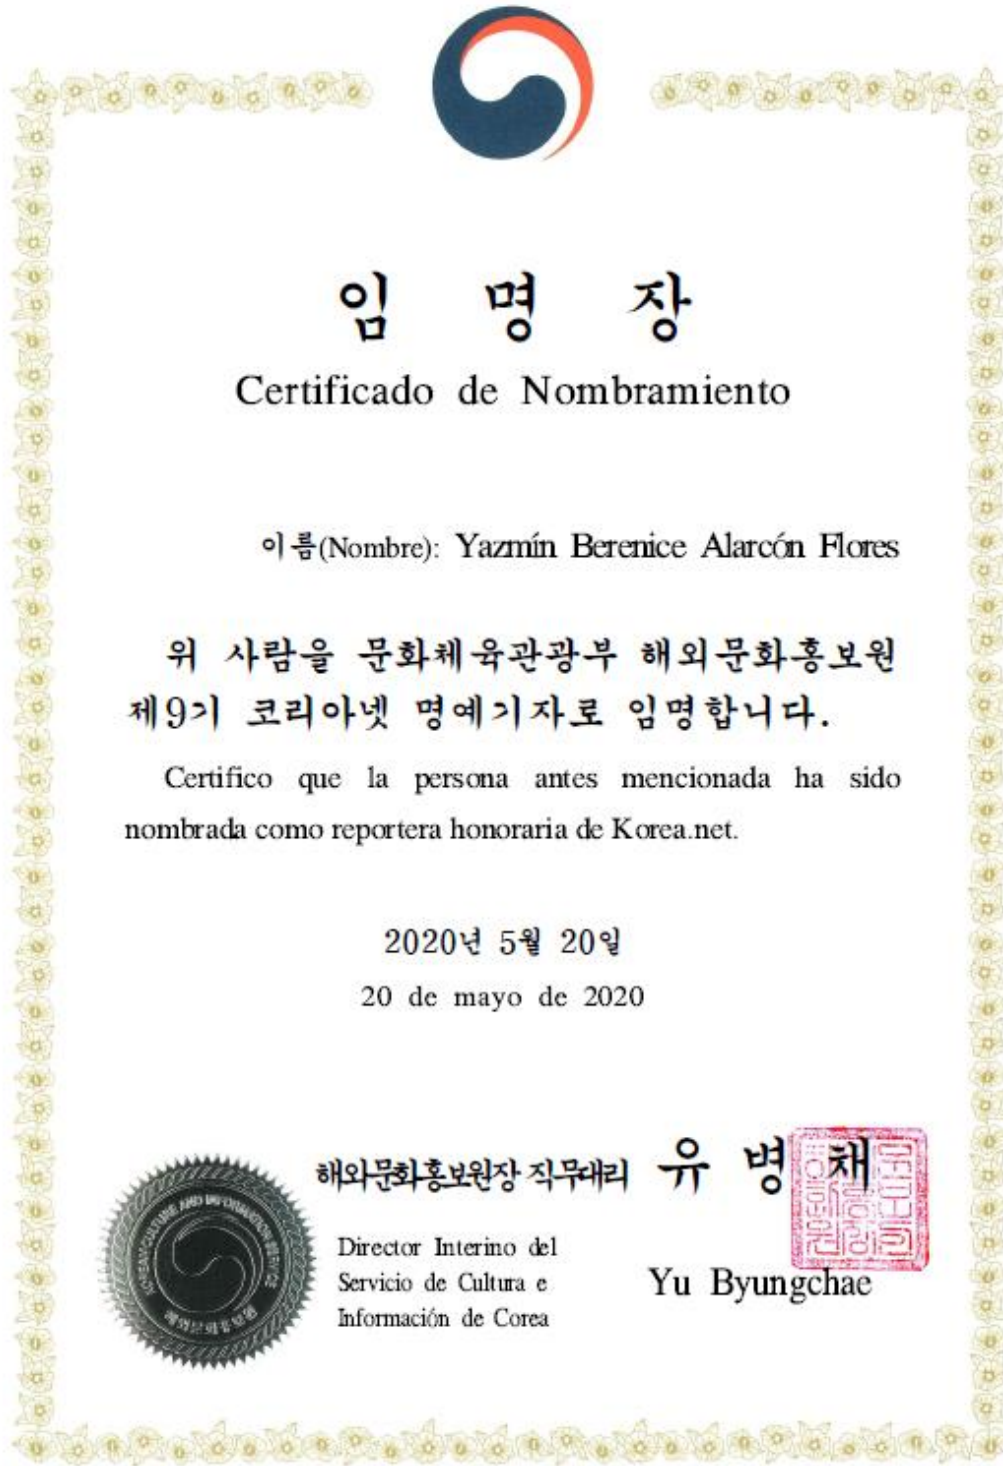 임 명 장
Certificado de Nombramiento
이름(Nombre): Yazmín Berenice Alarcón Flores
위 사람을 문화체육관광부 해외문화홍보원
제9기 코리아넷 명예기자로 임명합니다.
Certifico que la persona antes mencionada ha sido
nombrada como reportera honoraria de Korea.net.
2020년 5월 20일
20 de mayo de 2020
해외문화홍보원장 직무대리 유 병 채
Director Interino del
Servicio de Cultura e
Información de Corea
Yu Byungchae
KOREAN CULTURE AND INFORMATION SERVICE